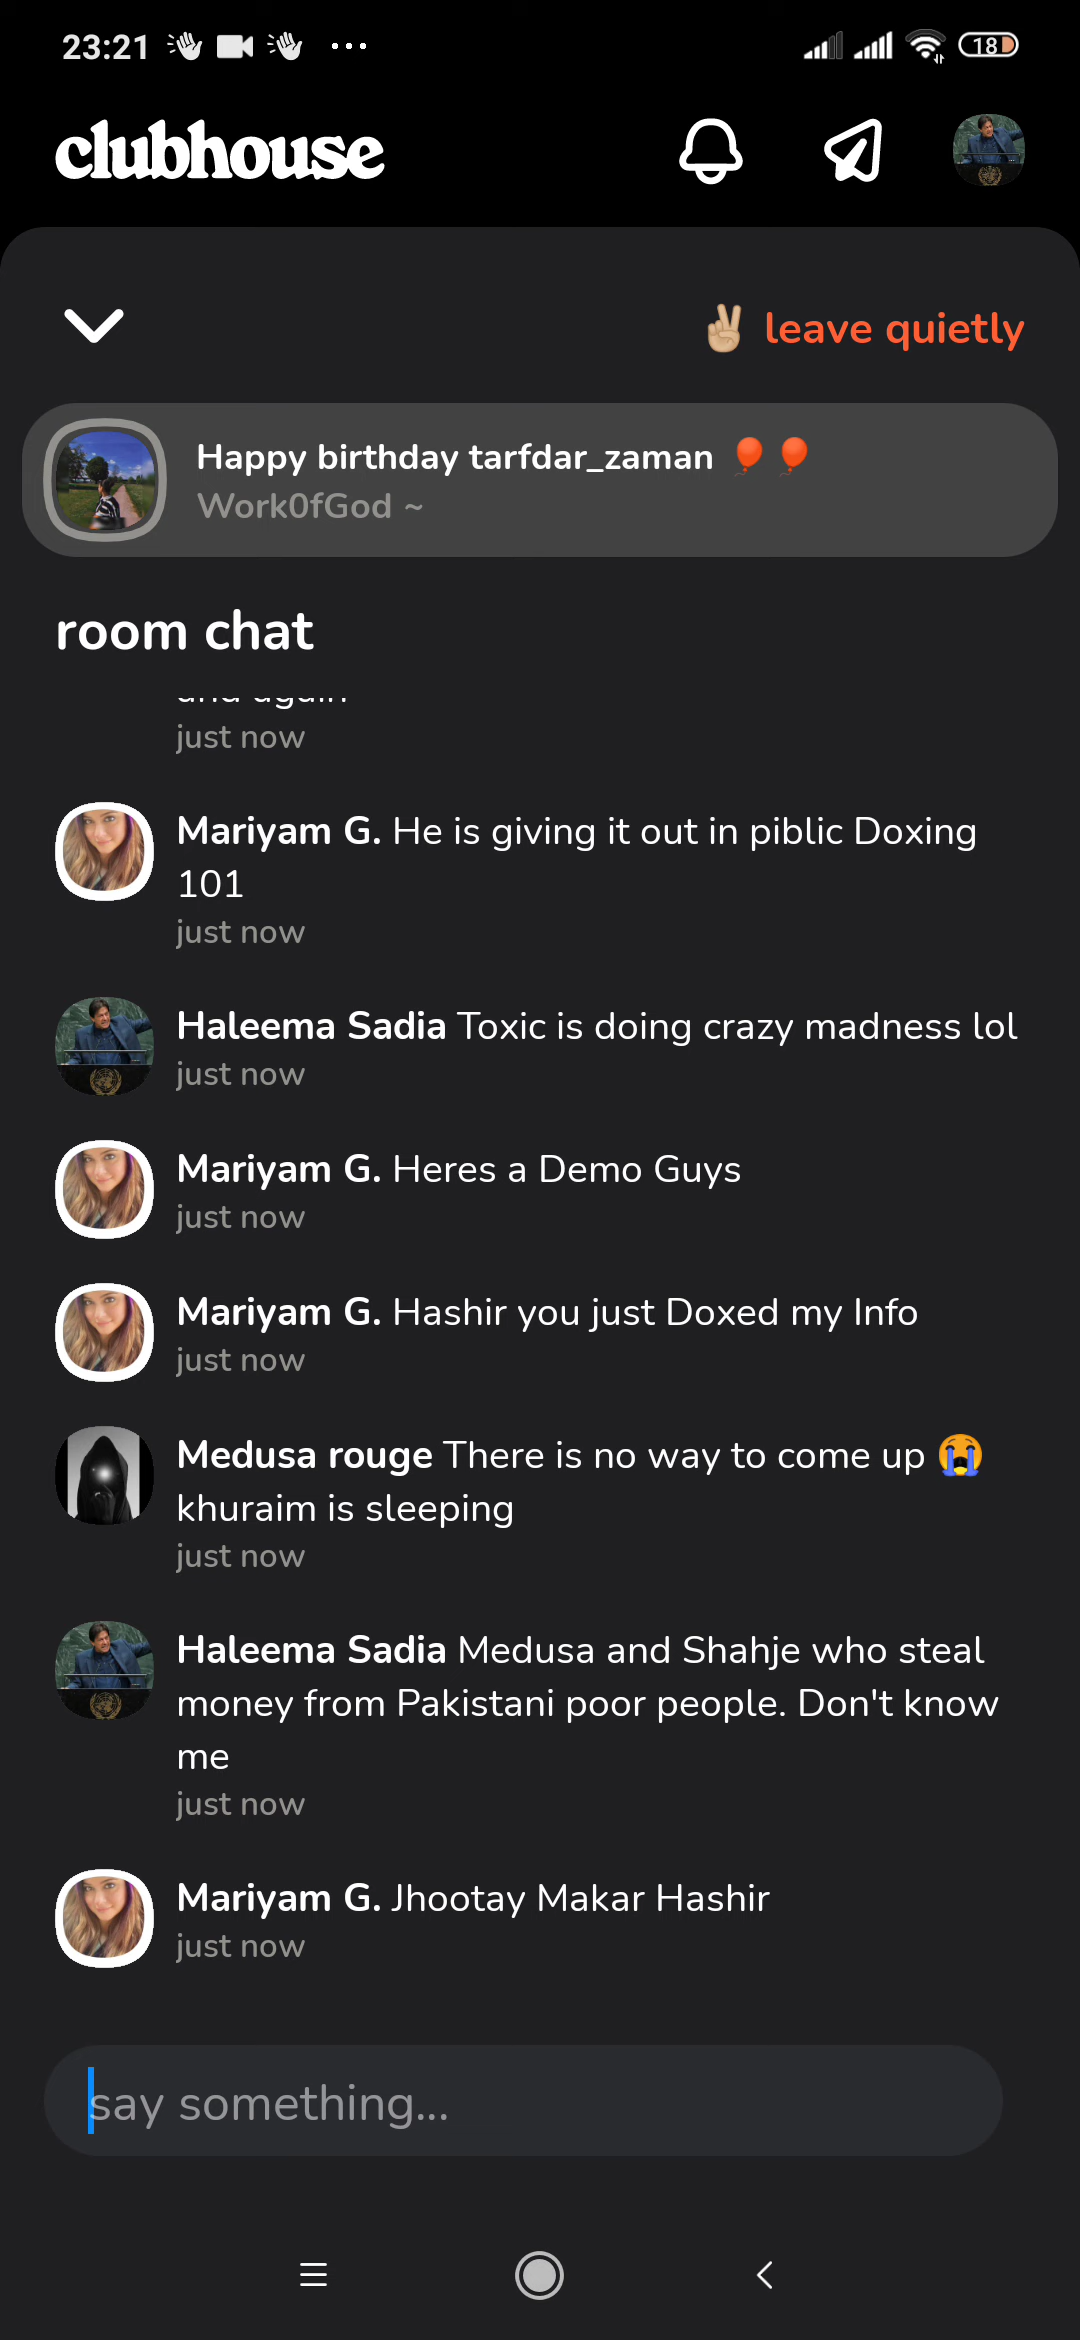 23:21
18
clubhouse
leave quietly
Happy birthday tarfdar_zaman
Work0fGod ~
room chat
and again
just now
Mariyam G. He is giving it out in piblic Doxing
101
just now
Haleema Sadia Toxic is doing crazy madness lol
just now
Mariyam G. Heres a Demo Guys
just now
Mariyam G. Hashir you just Doxed my Info
just now
Medusa rouge There is no way to come up 😭
khuraim is sleeping
just now
Haleema Sadia Medusa and Shahje who steal
money from Pakistani poor people. Don't know
me
just now
Mariyam G. Jhootay Makar Hashir
just now
say something...